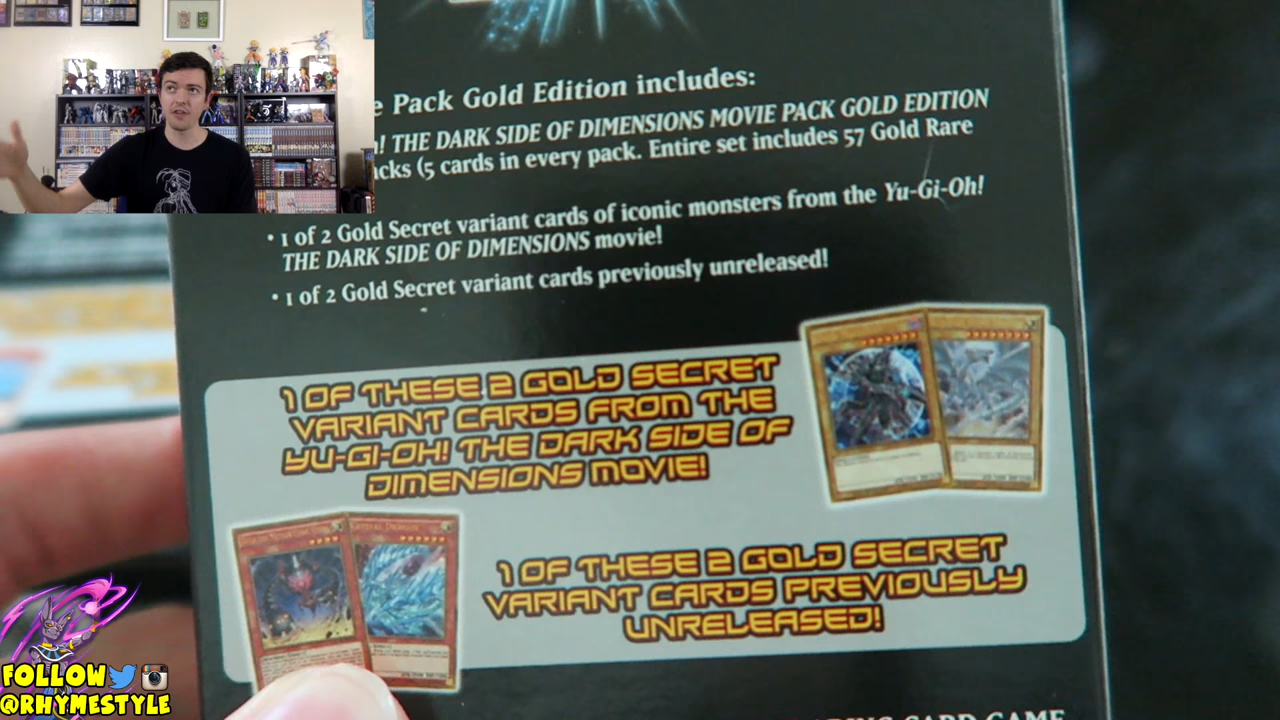 e Pack Gold Edition includes:
! THE DARK SIDE OF DIMENSIONS MOVIE PACK GOLD EDITION
cks (5 cards in every pack. Entire set includes 57 Gold Rare
• 1 of 2 Gold Secret variant cards of iconic monsters from the Yu-Gi-Oh!
THE DARK SIDE OF DIMENSIONS movie!
• 1 of 2 Gold Secret variant cards previously unreleased!
1 OF THESE 2 GOLD SECRET
VARIANT CARDS FROM THE
YU-GI-OH! THE DARK SIDE OF
DIMENSIONS MOVIE!
1 OF THESE 2 GOLD SECRET
VARIANT CARDS PREVIOUSLY
UNRELEASED!
CARD GAME
FOLLOW
@RHYMESTYLE